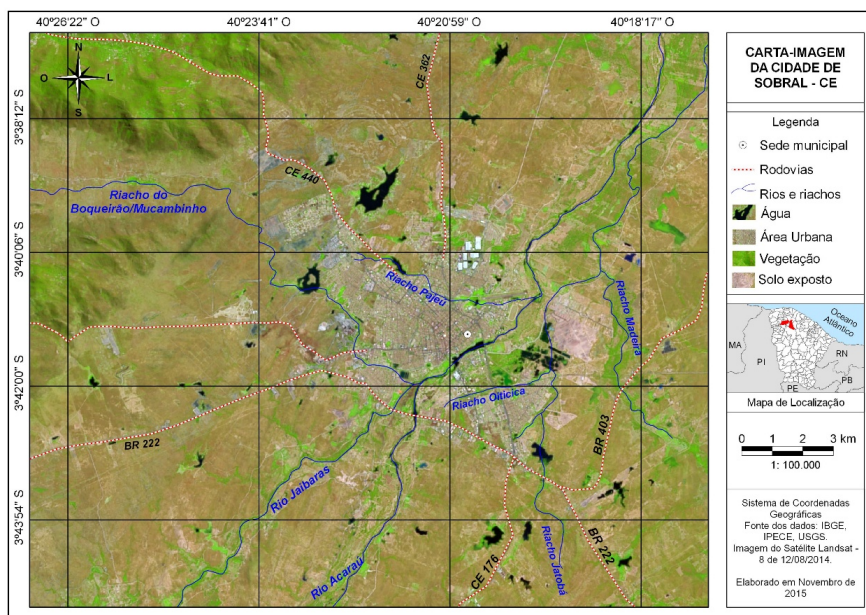 40º26'22" O
40º23'41" O
40º20'59" O
40º18'17" O
3º38'12" S
3º40'06" S
3º42'00" S
3º43'54" S
N
O
L
S
CE 362
CE 440
Riacho do
Boqueirão/Mucambinho
Riacho Pajeú
Riacho Madeira
Riacho Oiticica
BR 222
BR 403
Rio Jaibaras
Rio Acaraú
CE 176
Riacho Jatobá
BR 222
CARTA-IMAGEM
DA CIDADE DE
SOBRAL - CE
Legenda
Sede municipal
Rodovias
Rios e riachos
Água
Área Urbana
Vegetação
Solo exposto
Oceano
Atlântico
MA
PI
RN
PB
PE
Mapa de Localização
0 1 2 3 km
1: 100.000
Sistema de Coordenadas
Geográficas
Fonte dos dados: IBGE,
IPECE, USGS.
Imagem do Satélite Landsat -
8 de 12/08/2014.
Elaborado em Novembro de
2015